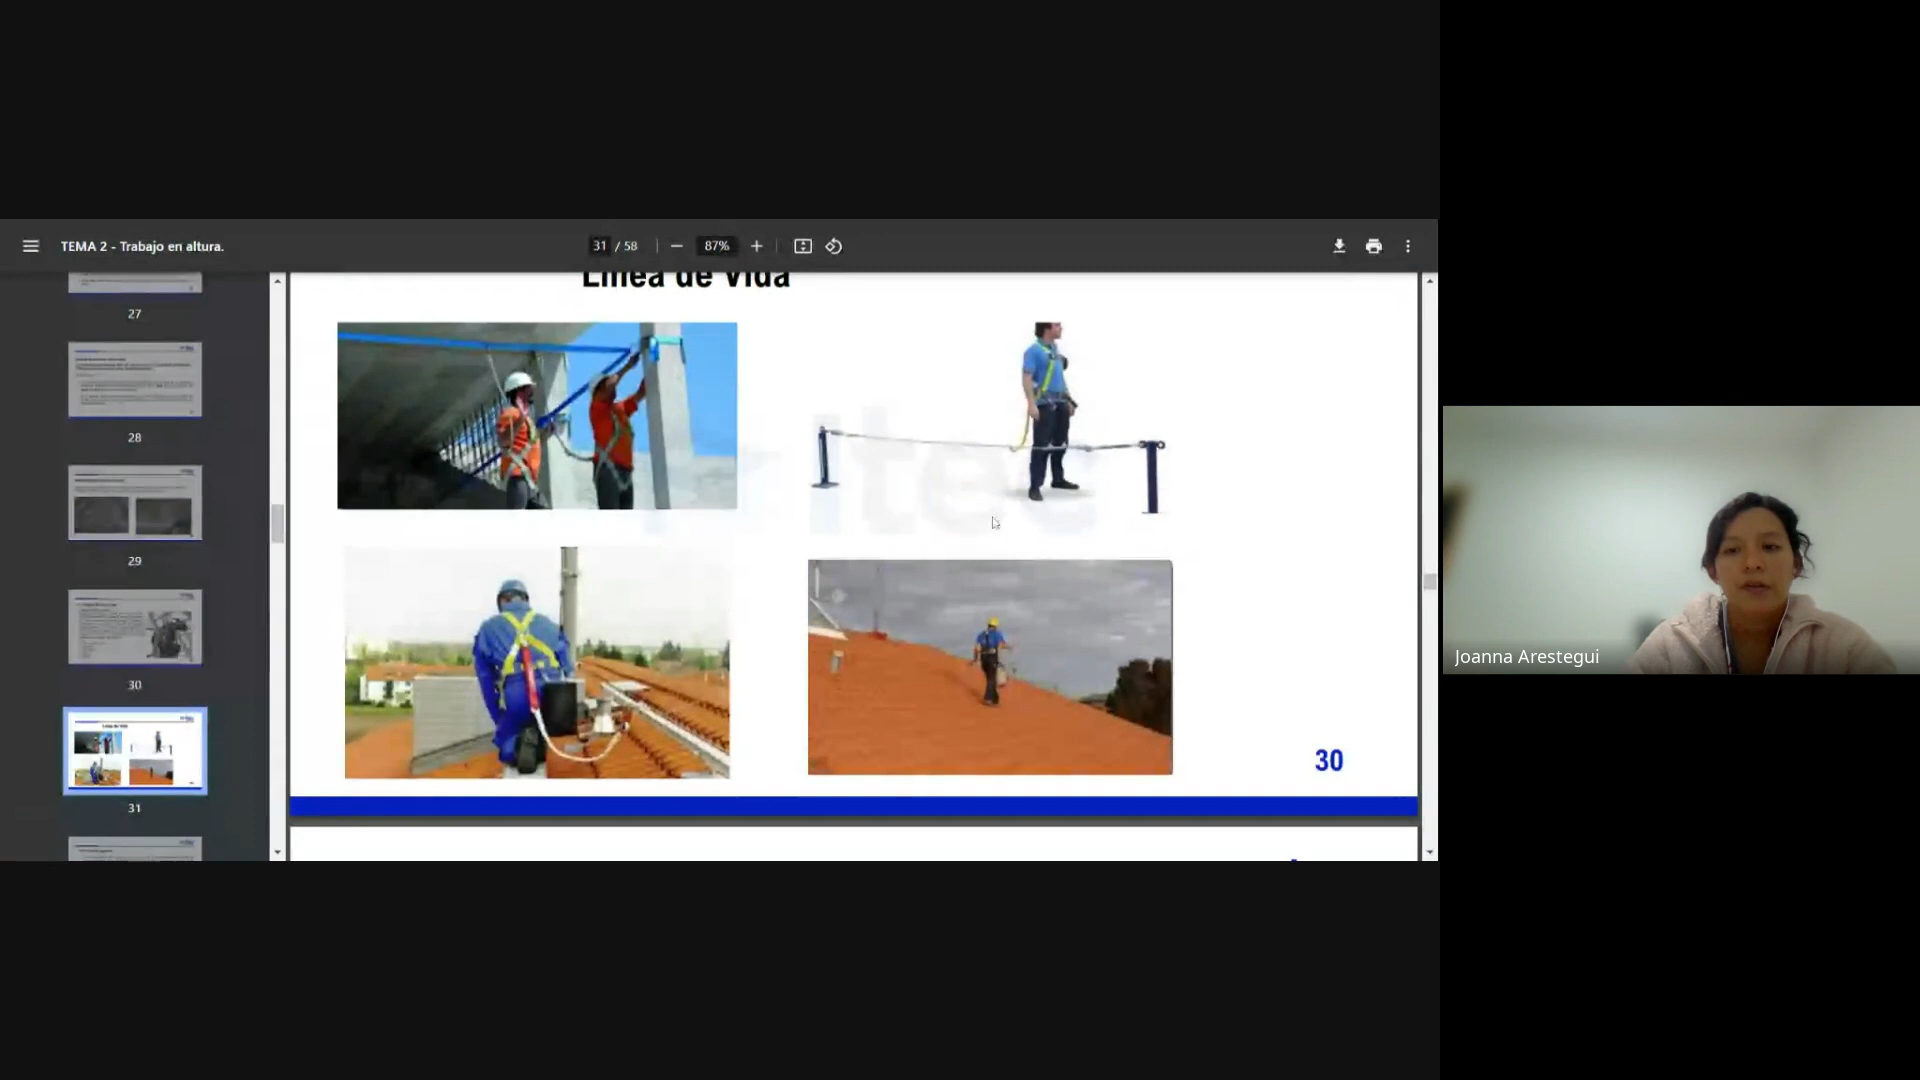 TEMA 2 - Trabajo en altura.
31 / 58
87%
Línea de Vida
27
28
29
30
31
30
Joanna Arestegui